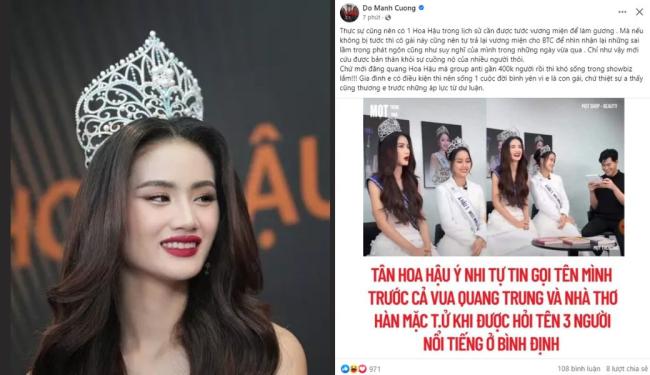 HOA HẬU
Do Manh Cuong
7 phút
Thực sự cũng nên có 1 Hoa Hậu trong lịch sử cần được tước vương miện để làm gương . Mà nếu
không bị tước thì cô gái này cũng nên tự trả lại vương miện cho BTC để nhìn nhận lại những sai
lầm trong phát ngôn cũng như suy nghĩ của mình trong những ngày vừa qua . Chỉ như vậy mới
cứu được bản thân khỏi sự cuồng nộ của nhiều người thôi.
Chứ mới đăng quang Hoa Hậu mà group anti gần 400k người rồi thì khó sống trong showbiz
lắm!!! Gia đình e có điều kiện thì nên sống 1 cuộc đời bình yên vì e là con gái, chứ thiệt sự a thấy
cũng thương e trước những áp lực từ dư luận.
MỌT
MỌT SHOP - BEAUTY
TÂN HOA HẬU Ý NHI TỰ TIN GỌI TÊN MÌNH
TRƯỚC CẢ VUA QUANG TRUNG VÀ NHÀ THƠ
HÀN MẶC T.Ử KHI ĐƯỢC HỎI TÊN 3 NGƯỜI
NỔI TIẾNG Ở BÌNH ĐỊNH
971
108 bình luận 8 lượt chia sẻ